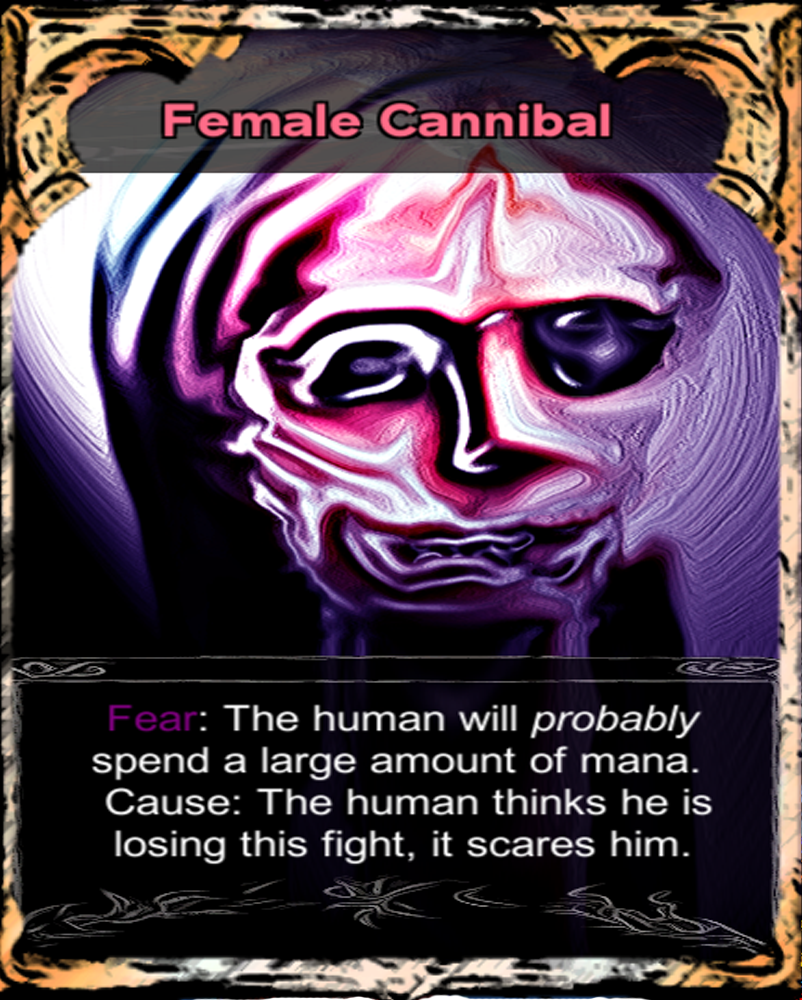 Female Cannibal
Fear: The human will probably
spend a large amount of mana.
Cause: The human thinks he is
losing this fight, it scares him.